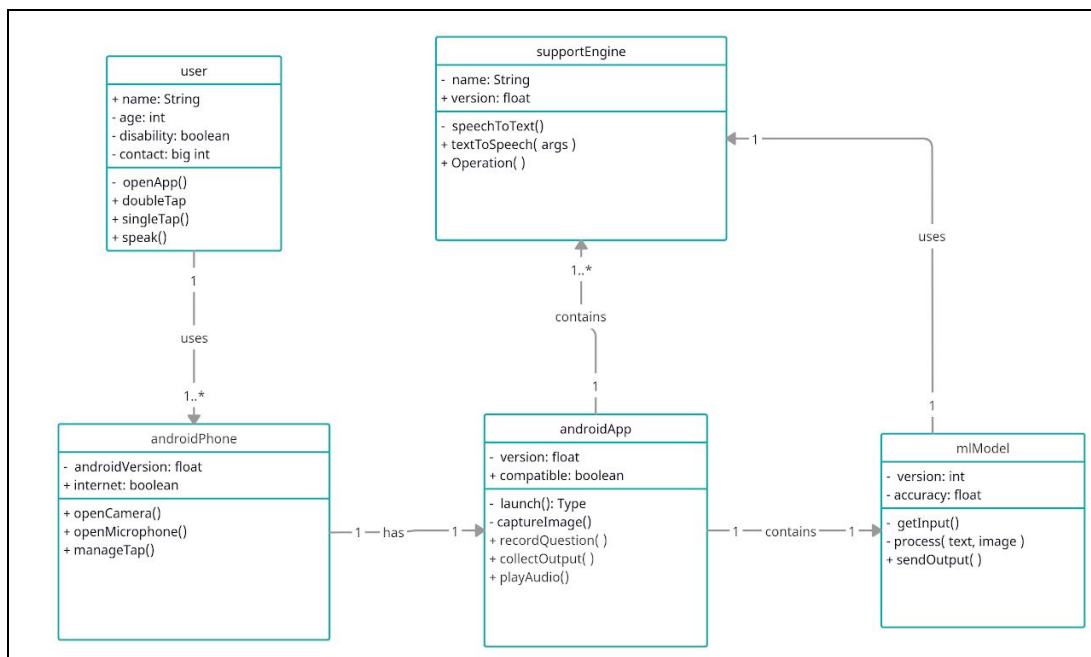 user
+ name: String
- age: int
- disability: boolean
- contact: big int
- openApp()
+ doubleTap
+ singleTap()
+ speak()
supportEngine
- name: String
+ version: float
- speechToText()
+ textToSpeech( args )
+ Operation( )
1
uses
1
1
uses
1..*
1..*
contains
1
androidPhone
- androidVersion: float
+ internet: boolean
+ openCamera()
+ openMicrophone()
+ manageTap()
1 has 1
androidApp
- version: float
+ compatible: boolean
- launch(): Type
- captureImage()
+ recordQuestion( )
+ collectOutput( )
+ playAudio()
1 contains 1
mlModel
- version: int
- accuracy: float
- getInput()
- process( text, image )
+ sendOutput( )